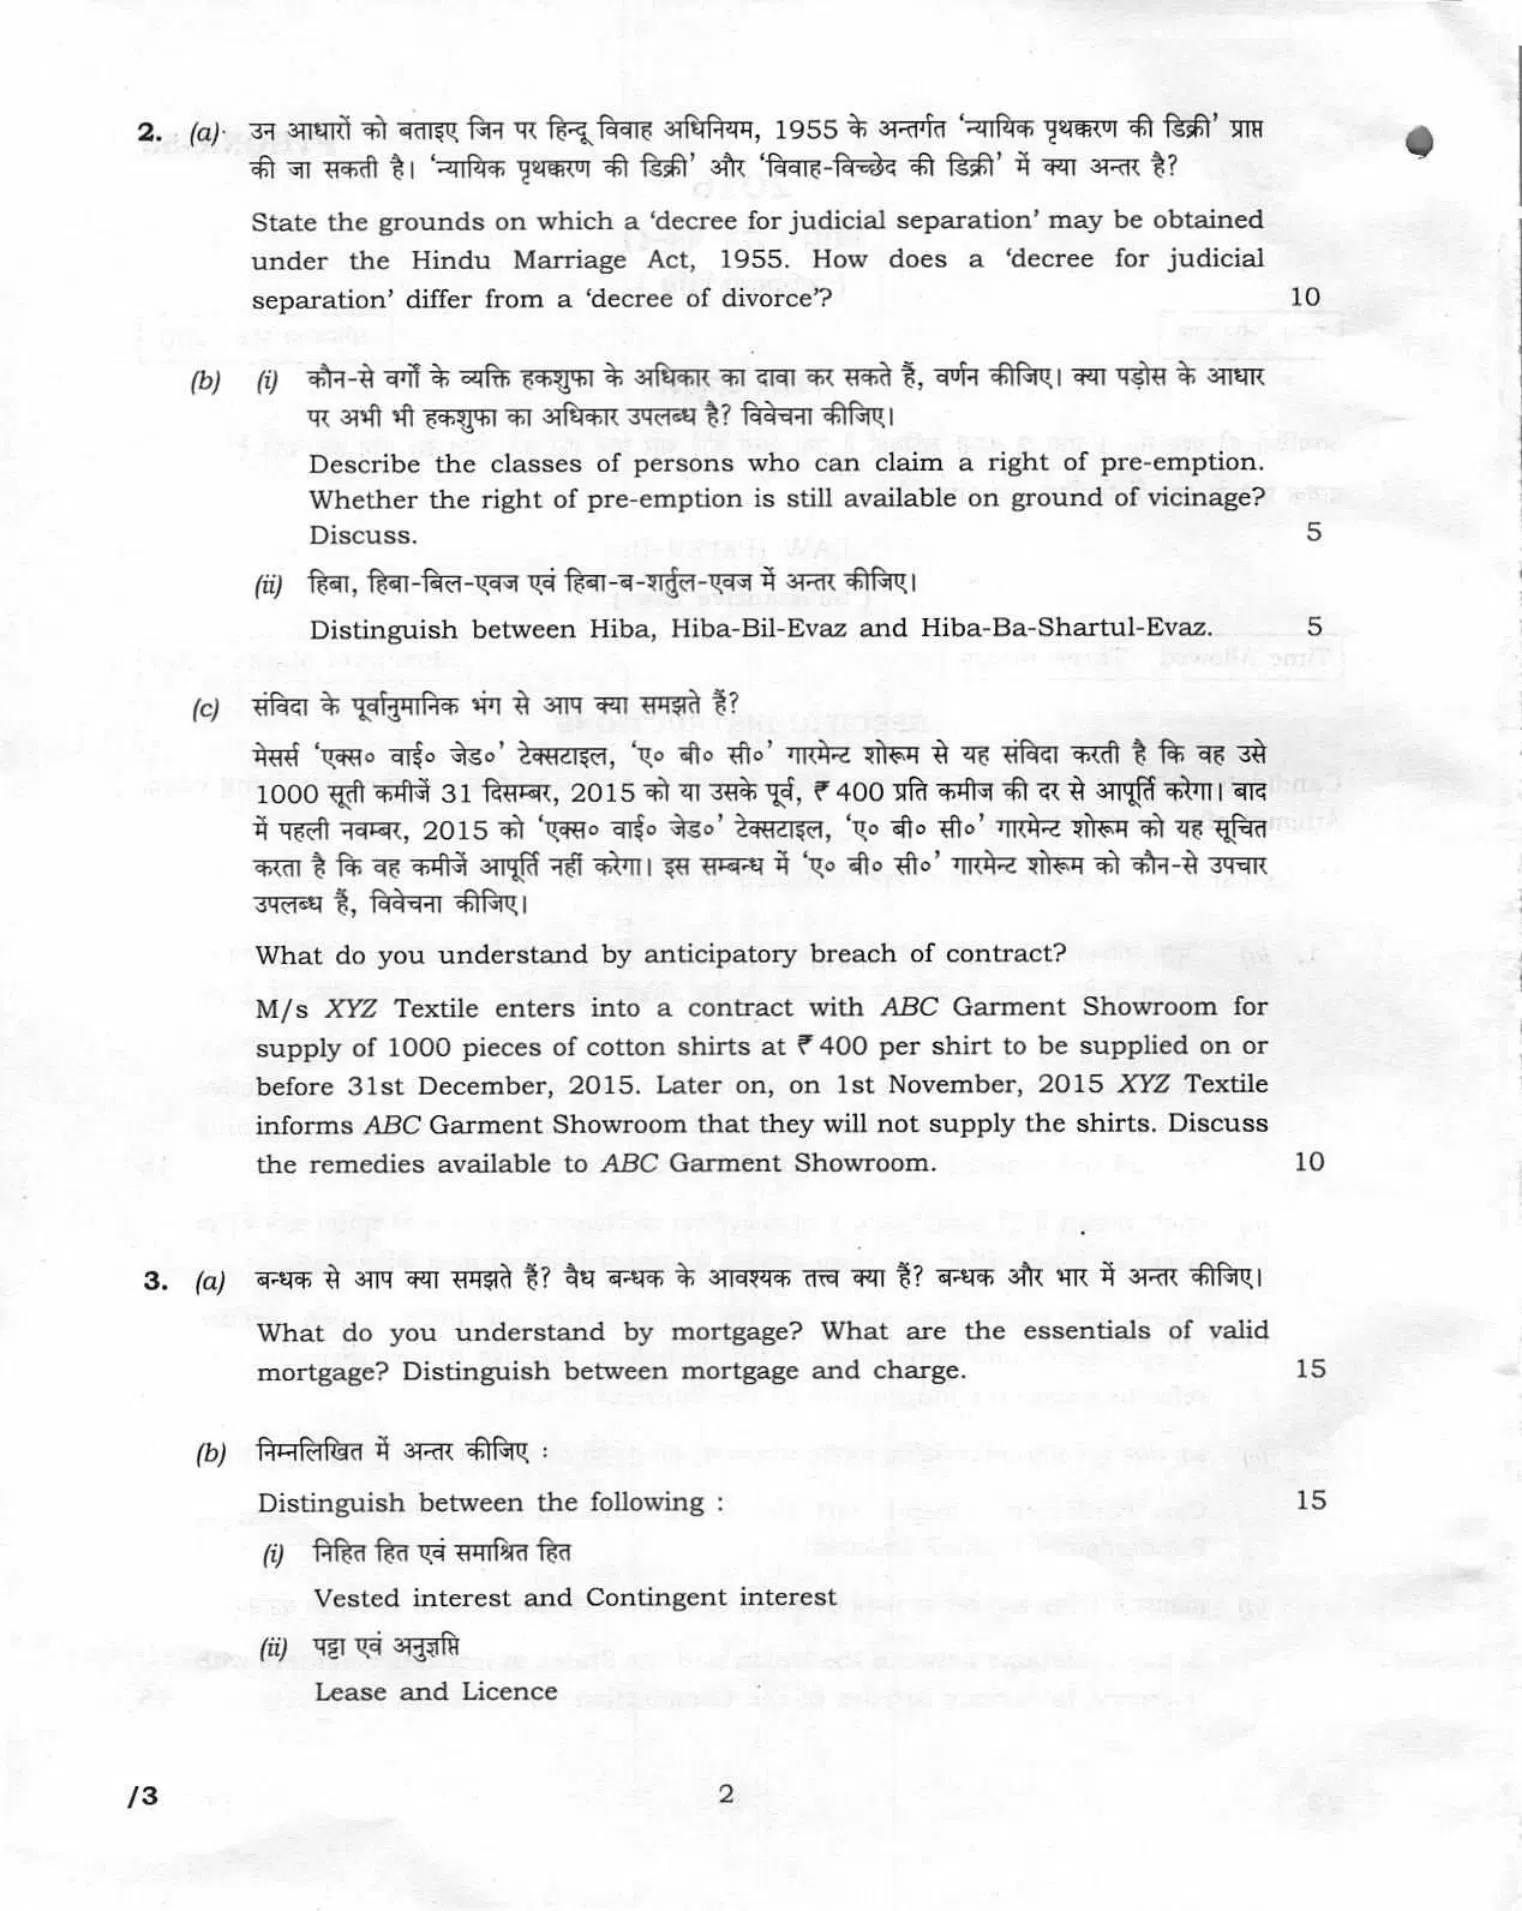 2. (a) उन आधारों को बताइए जिन पर हिन्दू विवाह अधिनियम, 1955 के अन्तर्गत ‘न्यायिक पृथक्करण की डिक्री’ प्राप्त
की जा सकती है। ‘न्यायिक पृथक्करण की डिक्री’ और ‘विवाह-विच्छेद की डिक्री’ में क्या अन्तर है?
State the grounds on which a ‘decree for judicial separation’ may be obtained
under the Hindu Marriage Act, 1955. How does a ‘decree for judicial
separation’ differ from a ‘decree of divorce’? 10
(b) (i) कौन-से वर्गों के व्यक्ति हकशुफा के अधिकार का दावा कर सकते हैं, वर्णन कीजिए। क्या पड़ोस के आधार
पर अभी भी हकशुफा का अधिकार उपलब्ध है? विवेचना कीजिए।
Describe the classes of persons who can claim a right of pre-emption.
Whether the right of pre-emption is still available on ground of vicinage?
Discuss. 5
(ii) हिबा, हिबा-बिल-एवज एवं हिबा-ब-शर्तुल-एवज में अन्तर कीजिए।
Distinguish between Hiba, Hiba-Bil-Evaz and Hiba-Ba-Shartul-Evaz. 5
(c) संविदा के पूर्वानुमानिक भंग से आप क्या समझते हैं?
मेसर्स ‘एक्स० वाई० जेड०’ टेक्सटाइल, ‘ए० बी० सी०’ गारमेन्ट शोरूम से यह संविदा करती है कि वह उसे
1000 सूती कमीजें 31 दिसम्बर, 2015 को या उसके पूर्व, ₹ 400 प्रति कमीज की दर से आपूर्ति करेगा। बाद
में पहली नवम्बर, 2015 को ‘एक्स० वाई० जेड०’ टेक्सटाइल, ‘ए० बी० सी०’ गारमेन्ट शोरूम को यह सूचित
करता है कि वह कमीजें आपूर्ति नहीं करेगा। इस सम्बन्ध में ‘ए० बी० सी०’ गारमेन्ट शोरूम को कौन-से उपचार
उपलब्ध हैं, विवेचना कीजिए।
What do you understand by anticipatory breach of contract?
M/s XYZ Textile enters into a contract with ABC Garment Showroom for
supply of 1000 pieces of cotton shirts at ₹ 400 per shirt to be supplied on or
before 31st December, 2015. Later on, on 1st November, 2015 XYZ Textile
informs ABC Garment Showroom that they will not supply the shirts. Discuss
the remedies available to ABC Garment Showroom. 10
3. (a) बन्धक से आप क्या समझते हैं? वैध बन्धक के आवश्यक तत्त्व क्या हैं? बन्धक और भार में अन्तर कीजिए।
What do you understand by mortgage? What are the essentials of valid
mortgage? Distinguish between mortgage and charge. 15
(b) निम्नलिखित में अन्तर कीजिए :
Distinguish between the following : 15
(i) निहित हित एवं समाश्रित हित
Vested interest and Contingent interest
(ii) पट्टा एवं अनुज्ञप्ति
Lease and Licence
/3 2